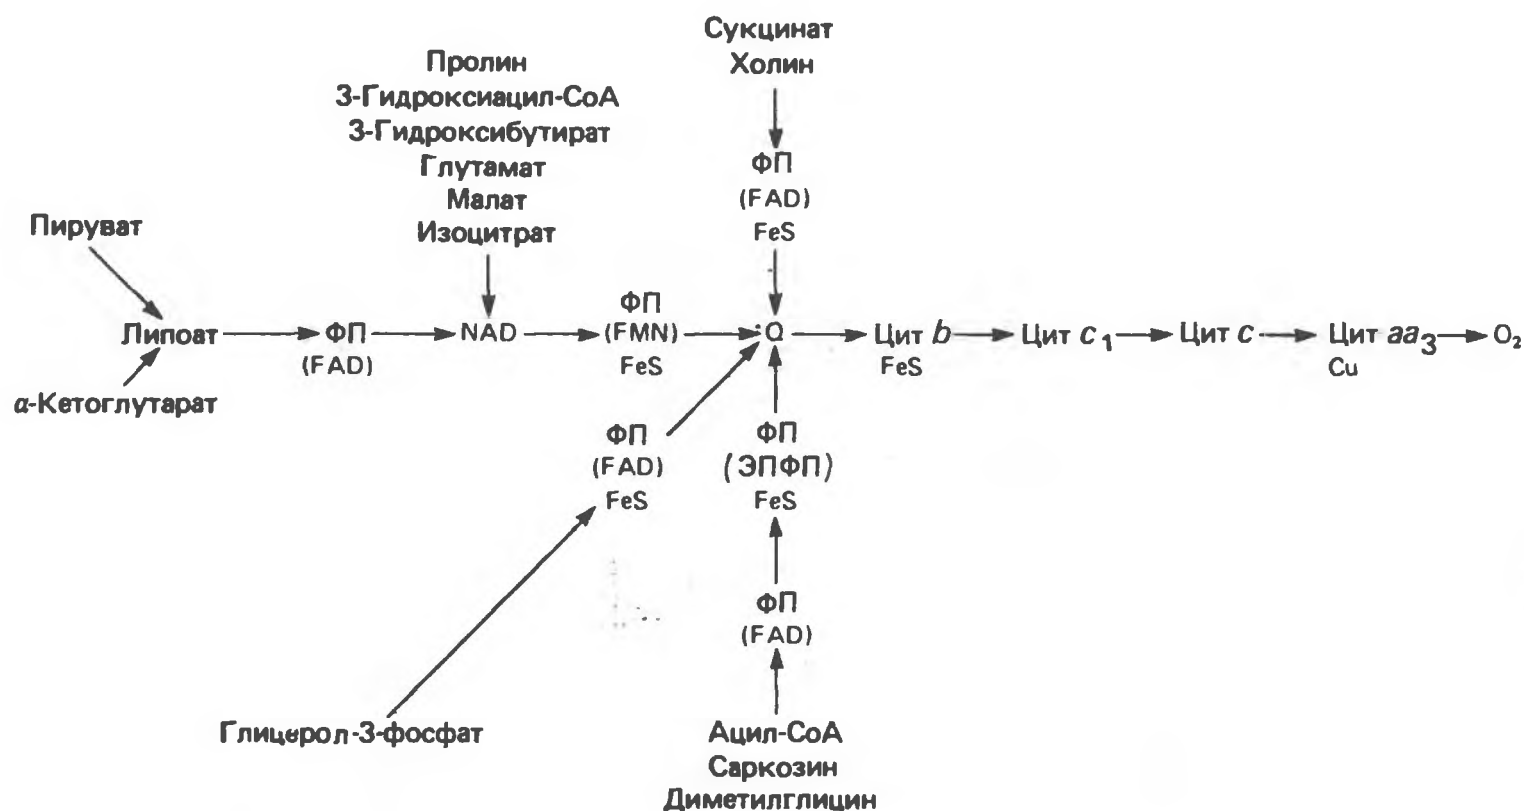 Сукцинат
Холин
Пролин
3-Гидроксиацил-CoA
3-Гидроксибутират
Глутамат
Малат
Изоцитрат
ФП
(FAD)
FeS
Пируват
Липоат
α-Кетоглутарат
ФП
(FAD)
NAD
ФП
(FMN)
FeS
Q
Цит b
FeS
Цит c₁
Цит c
Цит aa₃
Cu
O₂
ФП
(FAD)
FeS
ФП
(ЭПФП)
FeS
ФП
(FAD)
Глицерол-3-фосфат
Ацил-CoA
Саркозин
Диметилглицин